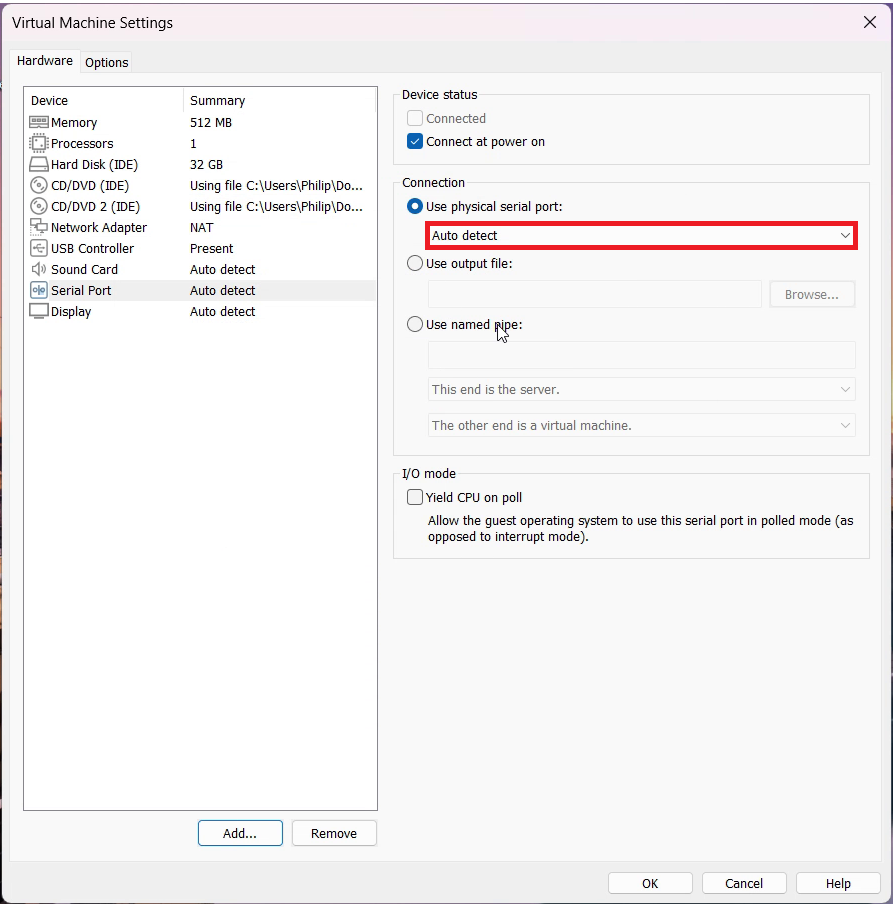 Virtual Machine Settings
Hardware
Options
Device Summary
Memory 512 MB
Processors 1
Hard Disk (IDE) 32 GB
CD/DVD (IDE) Using file C:\Users\Philip\Do...
CD/DVD 2 (IDE) Using file C:\Users\Philip\Do...
Network Adapter NAT
USB Controller Present
Sound Card Auto detect
Serial Port Auto detect
Display Auto detect
Add...
Remove
Device status
Connected
Connect at power on
Connection
Use physical serial port:
Auto detect
Use output file:
Browse...
Use named pipe:
This end is the server.
The other end is a virtual machine.
I/O mode
Yield CPU on poll
Allow the guest operating system to use this serial port in polled mode (as
opposed to interrupt mode).
OK
Cancel
Help